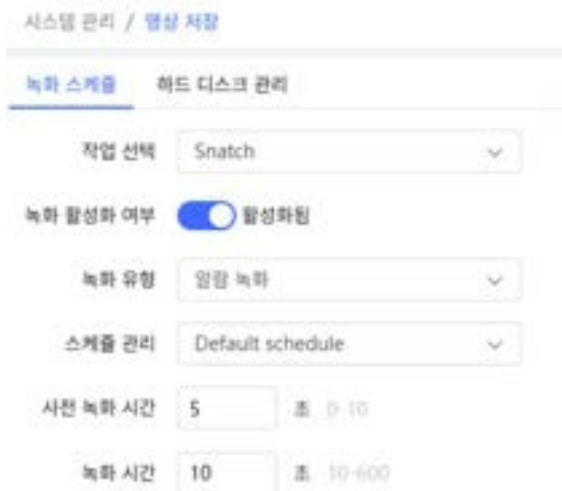 시스템 관리 / 영상 저장
녹화 스케줄 하드 디스크 관리
작업 선택 Snatch
녹화 활성화 여부 활성화됨
녹화 유형 알람 녹화
스케줄 관리 Default schedule
사전 녹화 시간 5 초 0-10
녹화 시간 10 초 10-600